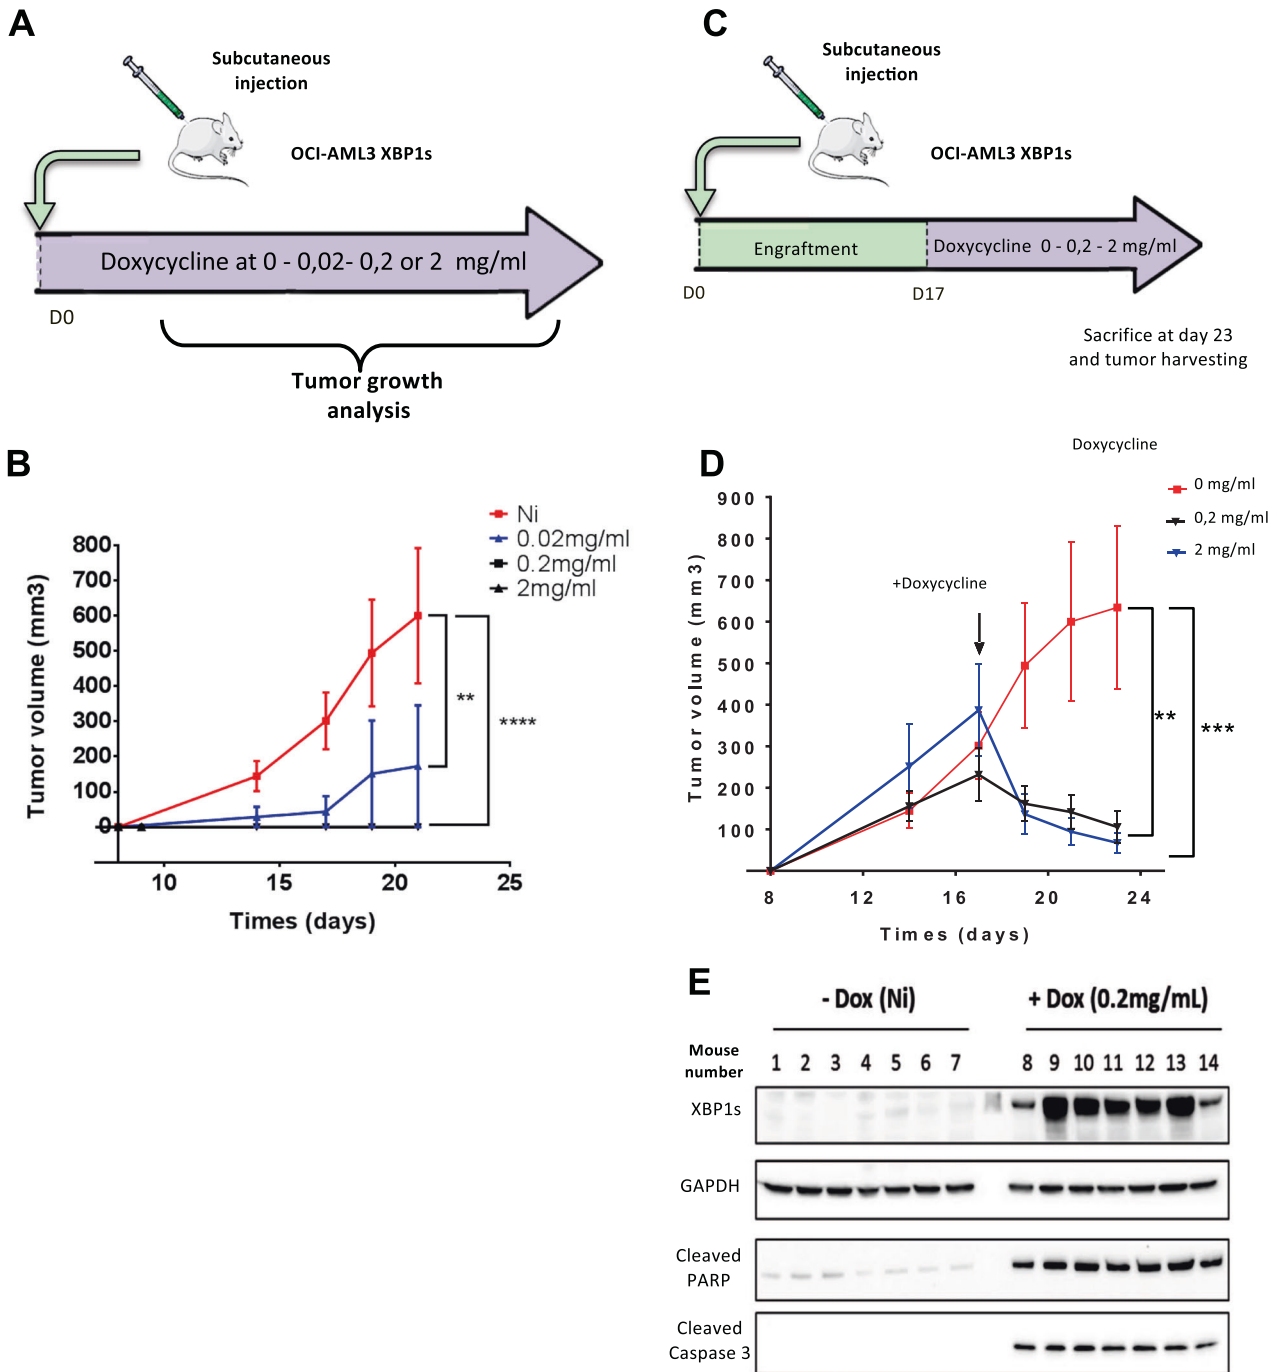 A
Subcutaneous
injection
OCI-AML3 XBP1s
Doxycycline at 0 - 0,02- 0,2 or 2 mg/ml
D0
Tumor growth
analysis
C
Subcutaneous
injection
OCI-AML3 XBP1s
Engraftment
Doxycycline 0 - 0,2 - 2 mg/ml
D0
D17
Sacrifice at day 23
and tumor harvesting
B
Ni
0.02mg/ml
0.2mg/ml
2mg/ml
800
700
600
500
400
300
200
100
0
Tumor volume (mm3)
**
****
10
15
20
25
Times (days)
D
Doxycycline
0 mg/ml
0,2 mg/ml
2 mg/ml
+Doxycycline
900
800
700
600
500
400
300
200
100
Tumor volume (mm3)
**
***
8
12
16
20
24
Times (days)
E
- Dox (Ni)
+ Dox (0.2mg/mL)
Mouse
number
1 2 3 4 5 6 7 8 9 10 11 12 13 14
XBP1s
GAPDH
Cleaved
PARP
Cleaved
Caspase 3